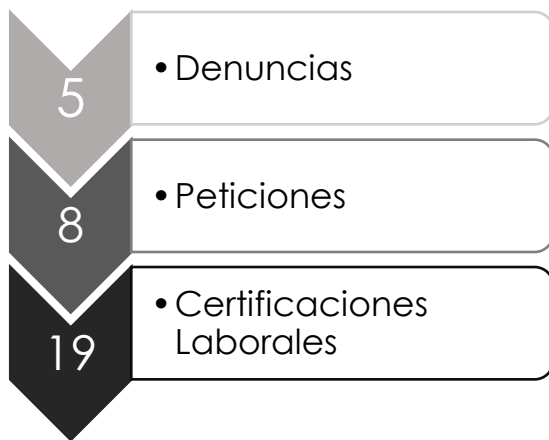 5
• Denuncias
8
• Peticiones
19
• Certificaciones
Laborales